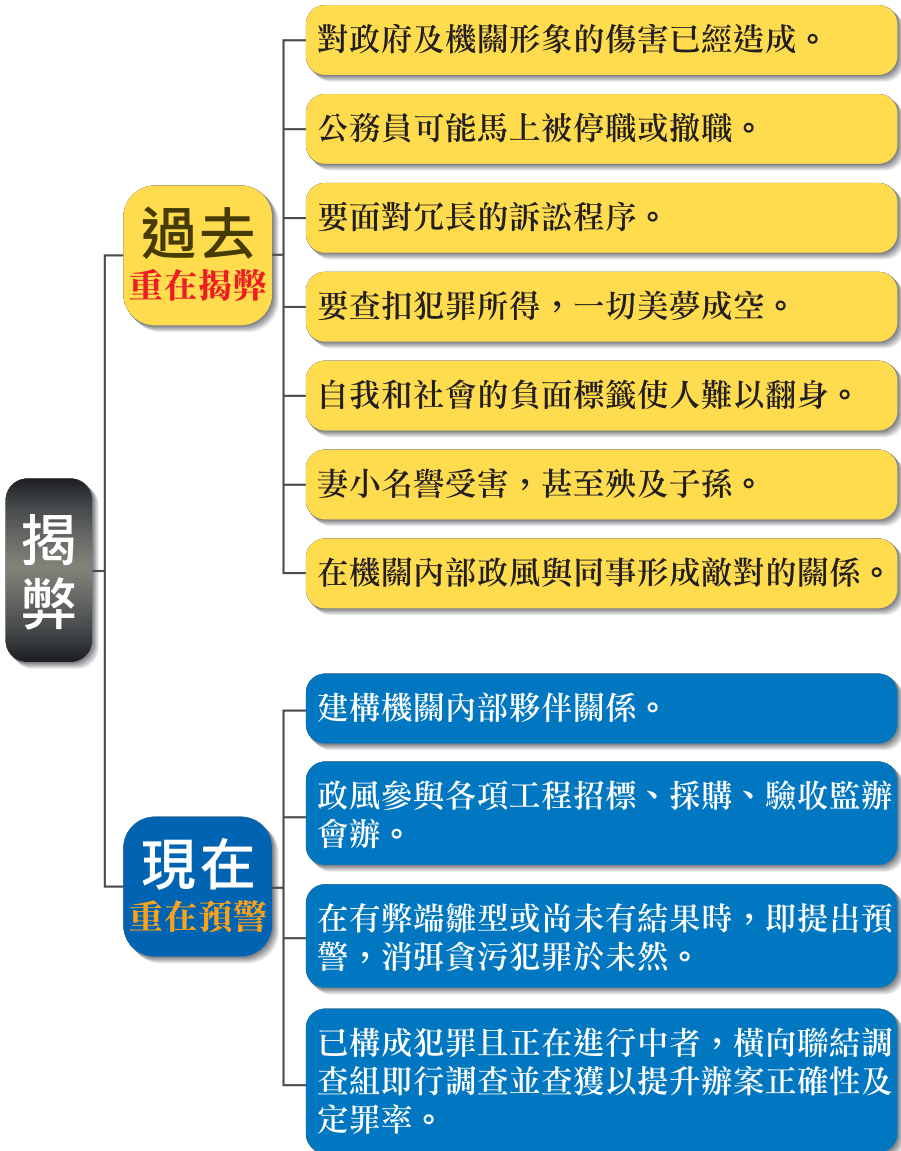 揭弊
過去
重在揭弊
對政府及機關形象的傷害已經造成。
公務員可能馬上被停職或撤職。
要面對冗長的訴訟程序。
要查扣犯罪所得，一切美夢成空。
自我和社會的負面標籤使人難以翻身。
妻小名譽受害，甚至殃及子孫。
在機關內部政風與同事形成敵對的關係。
現在
重在預警
建構機關內部夥伴關係。
政風參與各項工程招標、採購、驗收監辦
會辦。
在有弊端雛型或尚未有結果時，即提出預
警，消弭貪污犯罪於未然。
已構成犯罪且正在進行中者，橫向聯結調
查組即行調查並查獲以提升辦案正確性及
定罪率。